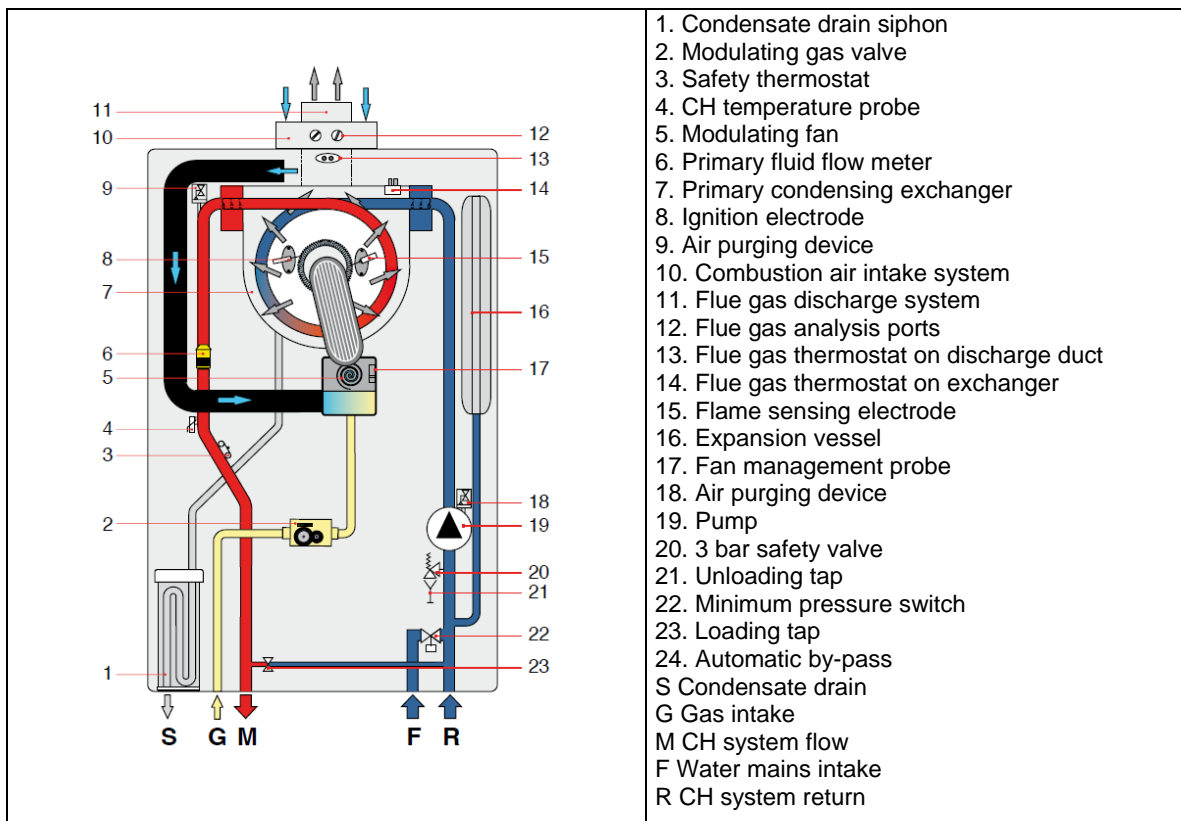 11
10
12
13
9
14
8
15
7
16
6
5
17
4
3
18
2
19
20
21
22
1
23
S G M F R
1. Condensate drain siphon
2. Modulating gas valve
3. Safety thermostat
4. CH temperature probe
5. Modulating fan
6. Primary fluid flow meter
7. Primary condensing exchanger
8. Ignition electrode
9. Air purging device
10. Combustion air intake system
11. Flue gas discharge system
12. Flue gas analysis ports
13. Flue gas thermostat on discharge duct
14. Flue gas thermostat on exchanger
15. Flame sensing electrode
16. Expansion vessel
17. Fan management probe
18. Air purging device
19. Pump
20. 3 bar safety valve
21. Unloading tap
22. Minimum pressure switch
23. Loading tap
24. Automatic by-pass
S Condensate drain
G Gas intake
M CH system flow
F Water mains intake
R CH system return